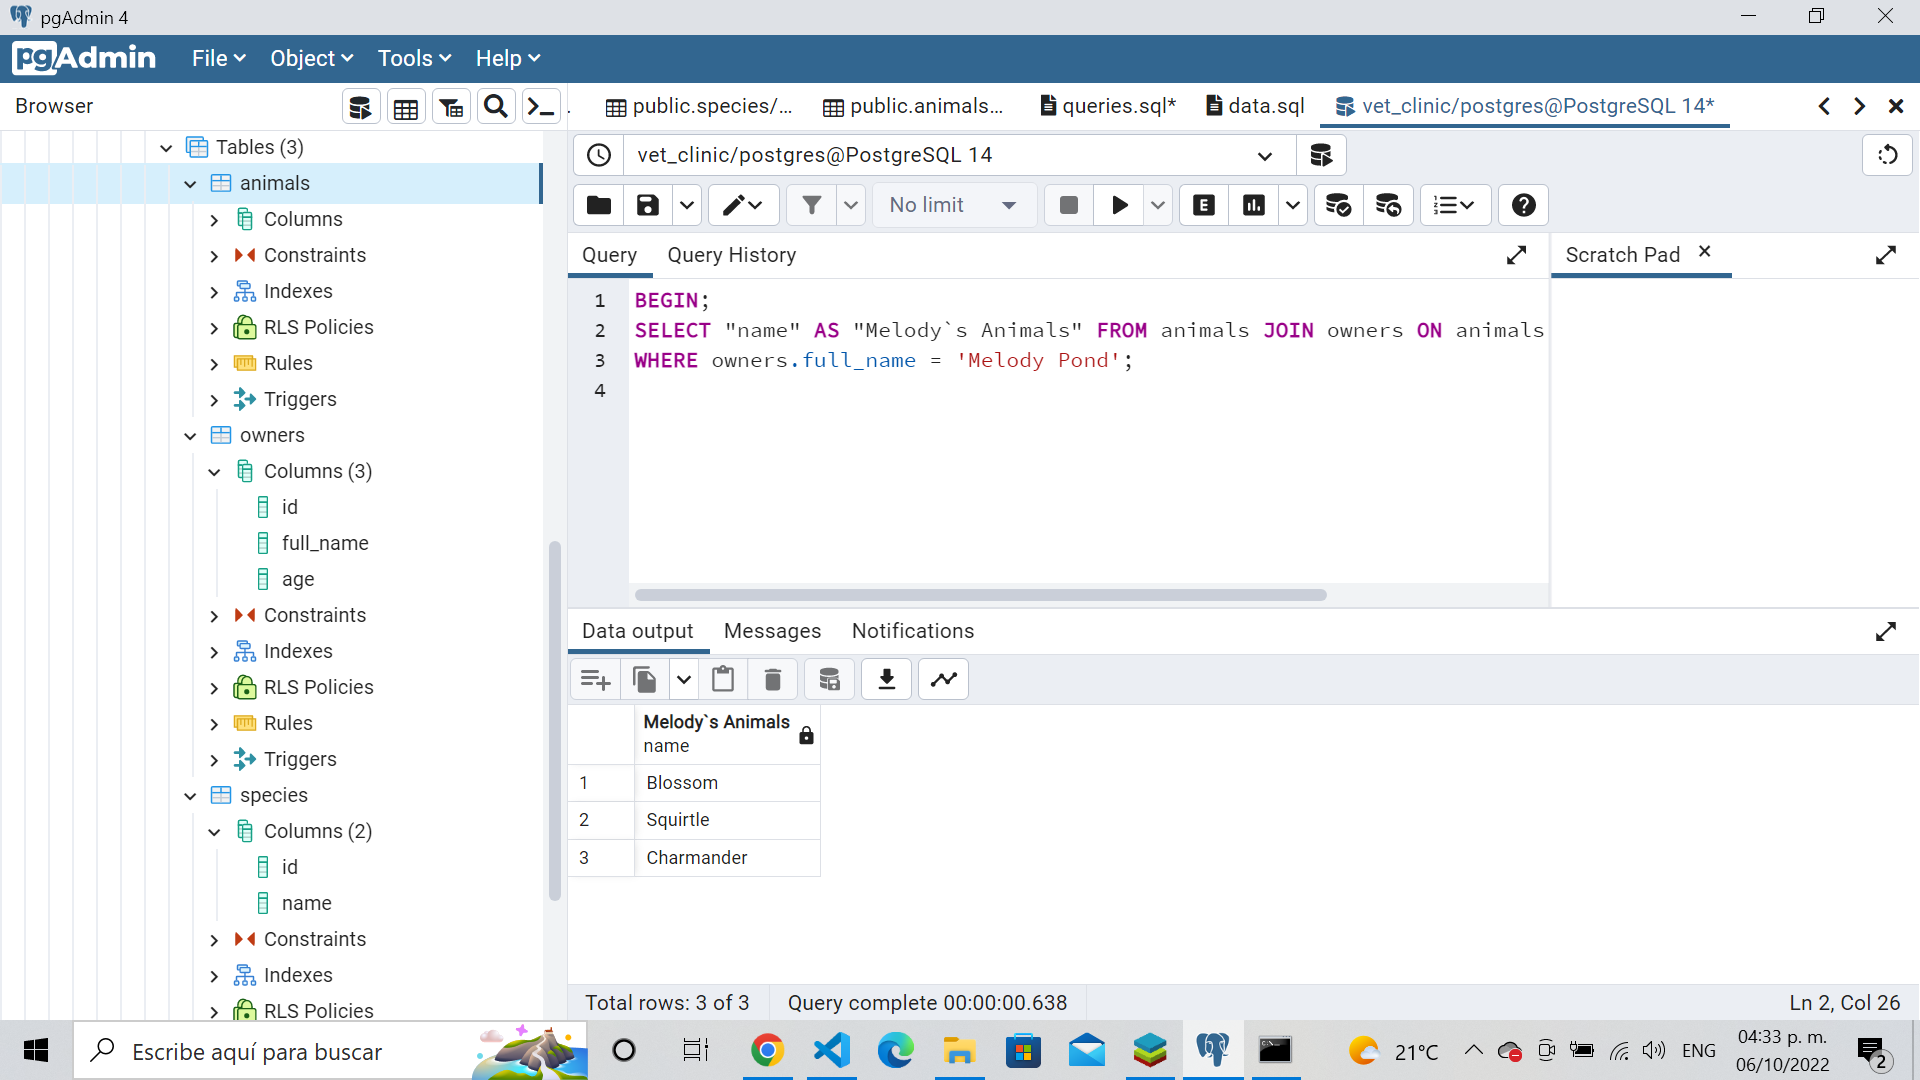 pgAdmin 4
pgAdmin File Object Tools Help
Browser
public.species/... public.animals... queries.sql* data.sql vet_clinic/postgres@PostgreSQL 14*
Tables (3)
animals
Columns
Constraints
Indexes
RLS Policies
Rules
Triggers
owners
Columns (3)
id
full_name
age
Constraints
Indexes
RLS Policies
Rules
Triggers
species
Columns (2)
id
name
Constraints
Indexes
RLS Policies
vet_clinic/postgres@PostgreSQL 14
No limit
E
Query Query History
Scratch Pad
1 BEGIN;
2 SELECT "name" AS "Melody`s Animals" FROM animals JOIN owners ON animals
3 WHERE owners.full_name = 'Melody Pond';
4
Data output Messages Notifications
Melody`s Animals
name
1 Blossom
2 Squirtle
3 Charmander
Total rows: 3 of 3 Query complete 00:00:00.638 Ln 2, Col 26
Escribe aquí para buscar
21°C
ENG
04:33 p. m.
06/10/2022
2